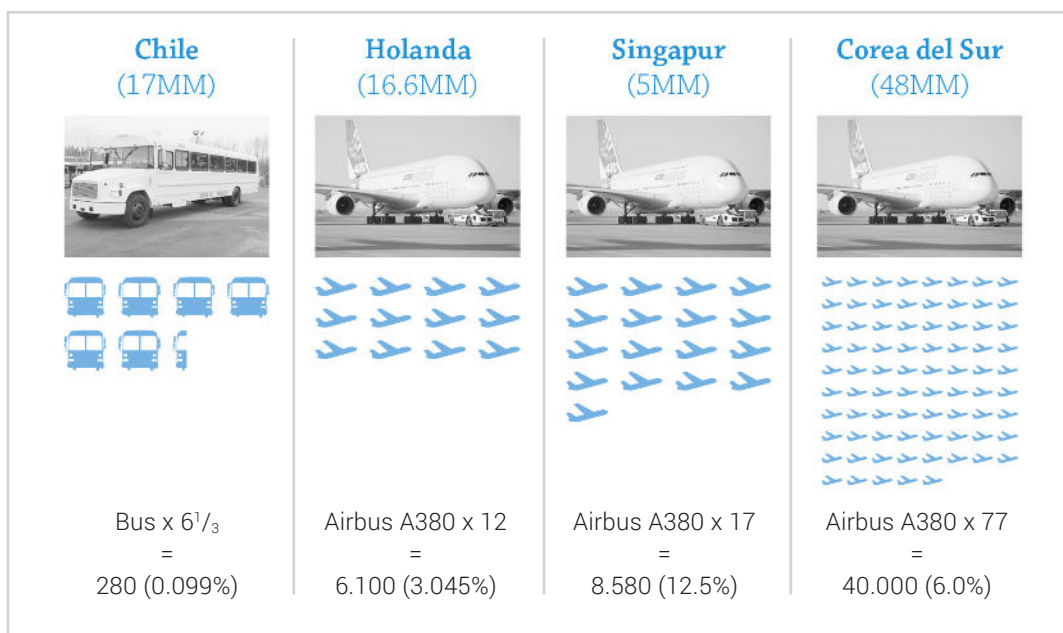 Chile
(17MM)
Bus x 6¹/₃
=
280 (0.099%)
Holanda
(16.6MM)
Airbus A380 x 12
=
6.100 (3.045%)
Singapur
(5MM)
Airbus A380 x 17
=
8.580 (12.5%)
Corea del Sur
(48MM)
Airbus A380 x 77
=
40.000 (6.0%)